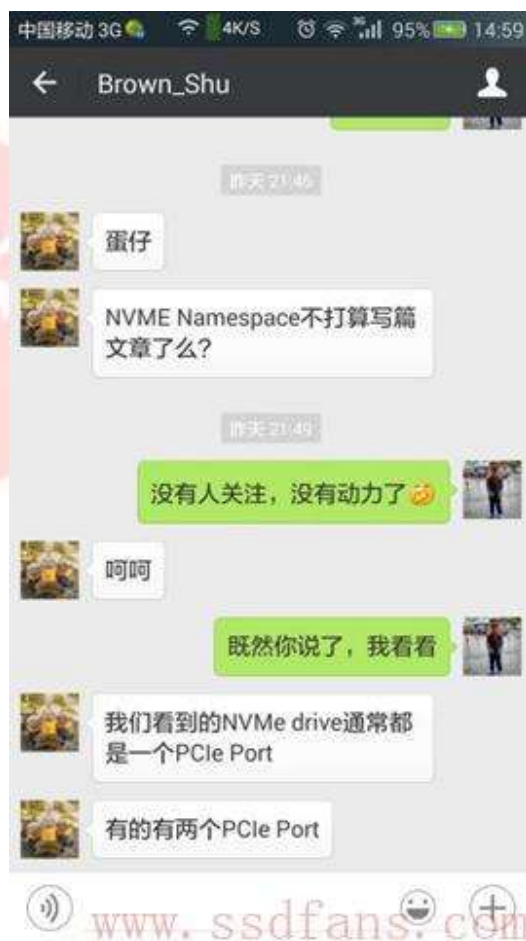 中国移动 3G 4K/S 3G 95% 14:59
Brown_Shu
昨天 21:46
蛋仔
NVME Namespace不打算写篇
文章了么?
昨天 21:49
没有人关注，没有动力了
呵呵
既然你说了，我看看
我们看到的NVMe drive通常都
是一个PCIe Port
有的有两个PCIe Port
www.ssdfans.com